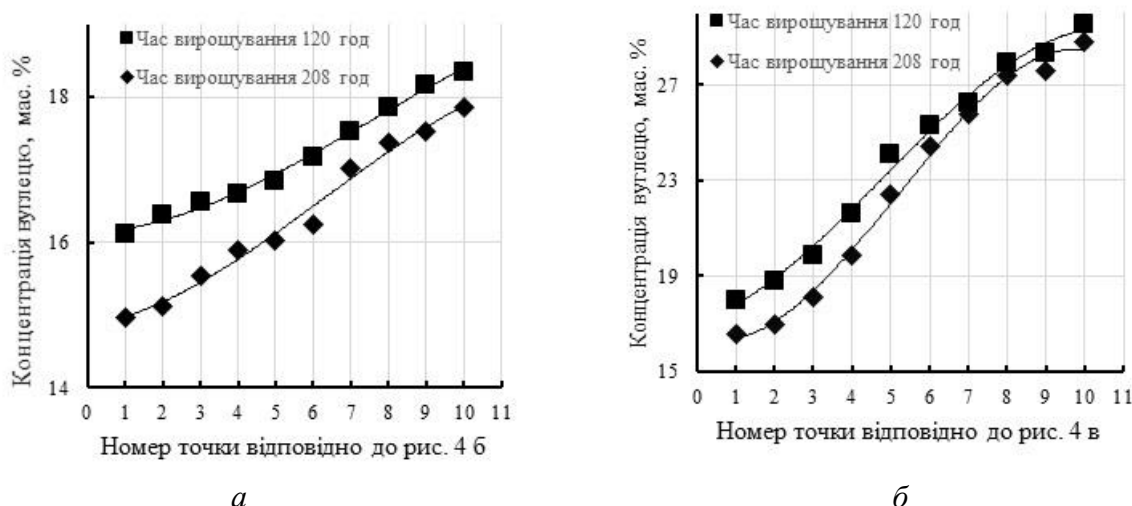 Концентрація вуглецю, мас. %
Час вирощування 120 год
Час вирощування 208 год
18
16
14
0 1 2 3 4 5 6 7 8 9 10 11
Номер точки відповідно до рис. 4 б
а
Концентрація вуглецю, мас. %
Час вирощування 120 год
Час вирощування 208 год
27
23
19
15
0 1 2 3 4 5 6 7 8 9 10 11
Номер точки відповідно до рис. 4 в
б